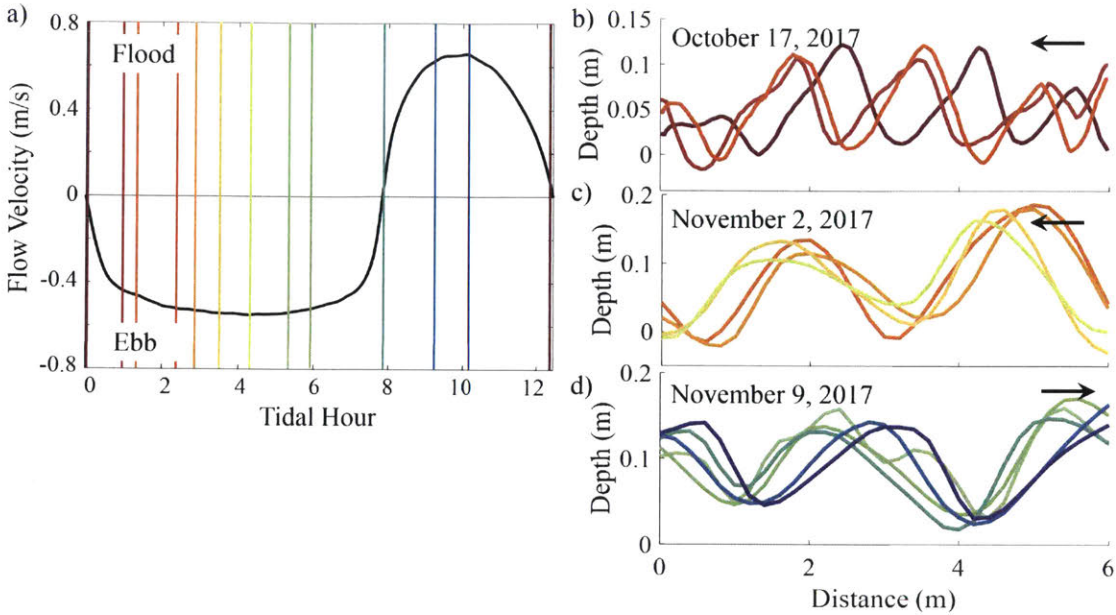 a)
0.8
0.4
0
-0.4
-0.8
Flow Velocity (m/s)
Flood
Ebb
0 2 4 6 8 10 12
Tidal Hour
b)
0.15
0.1
0.05
0
Depth (m)
October 17, 2017
c)
0.2
0.1
0
Depth (m)
November 2, 2017
d)
0.2
0.1
0
Depth (m)
November 9, 2017
0 2 4 6
Distance (m)